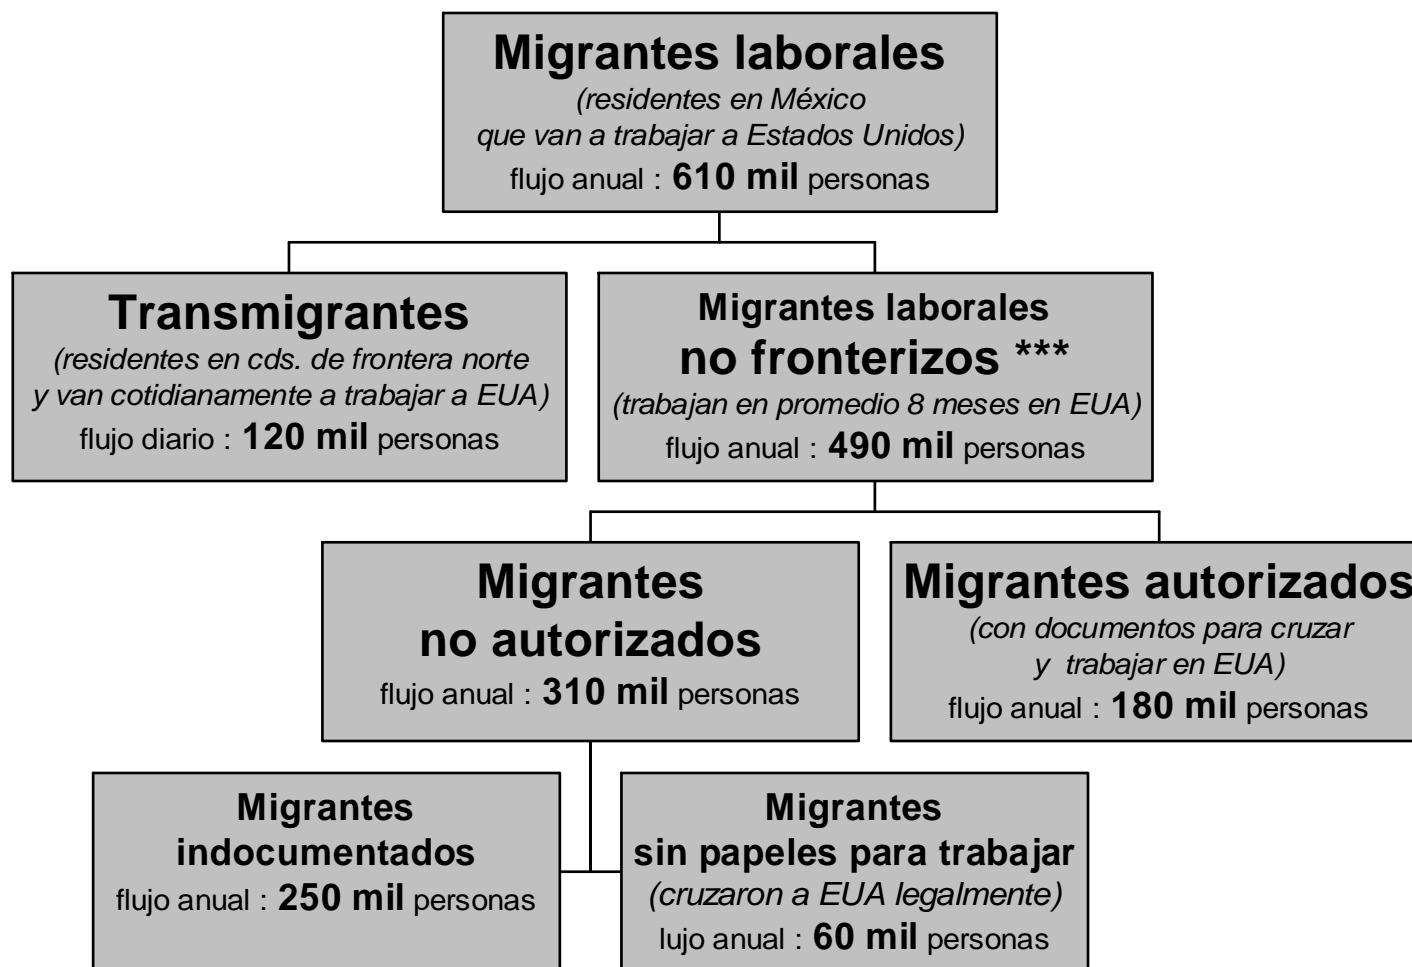 Migrantes laborales
(residentes en México
que van a trabajar a Estados Unidos)
flujo anual : 610 mil personas
Transmigrantes
(residentes en cds. de frontera norte
y van cotidianamente a trabajar a EUA)
flujo diario : 120 mil personas
Migrantes laborales
no fronterizos ***
(trabajan en promedio 8 meses en EUA)
flujo anual : 490 mil personas
Migrantes
no autorizados
flujo anual : 310 mil personas
Migrantes autorizados
(con documentos para cruzar
y trabajar en EUA)
flujo anual : 180 mil personas
Migrantes
indocumentados
flujo anual : 250 mil personas
Migrantes
sin papeles para trabajar
(cruzaron a EUA legalmente)
lujo anual : 60 mil personas